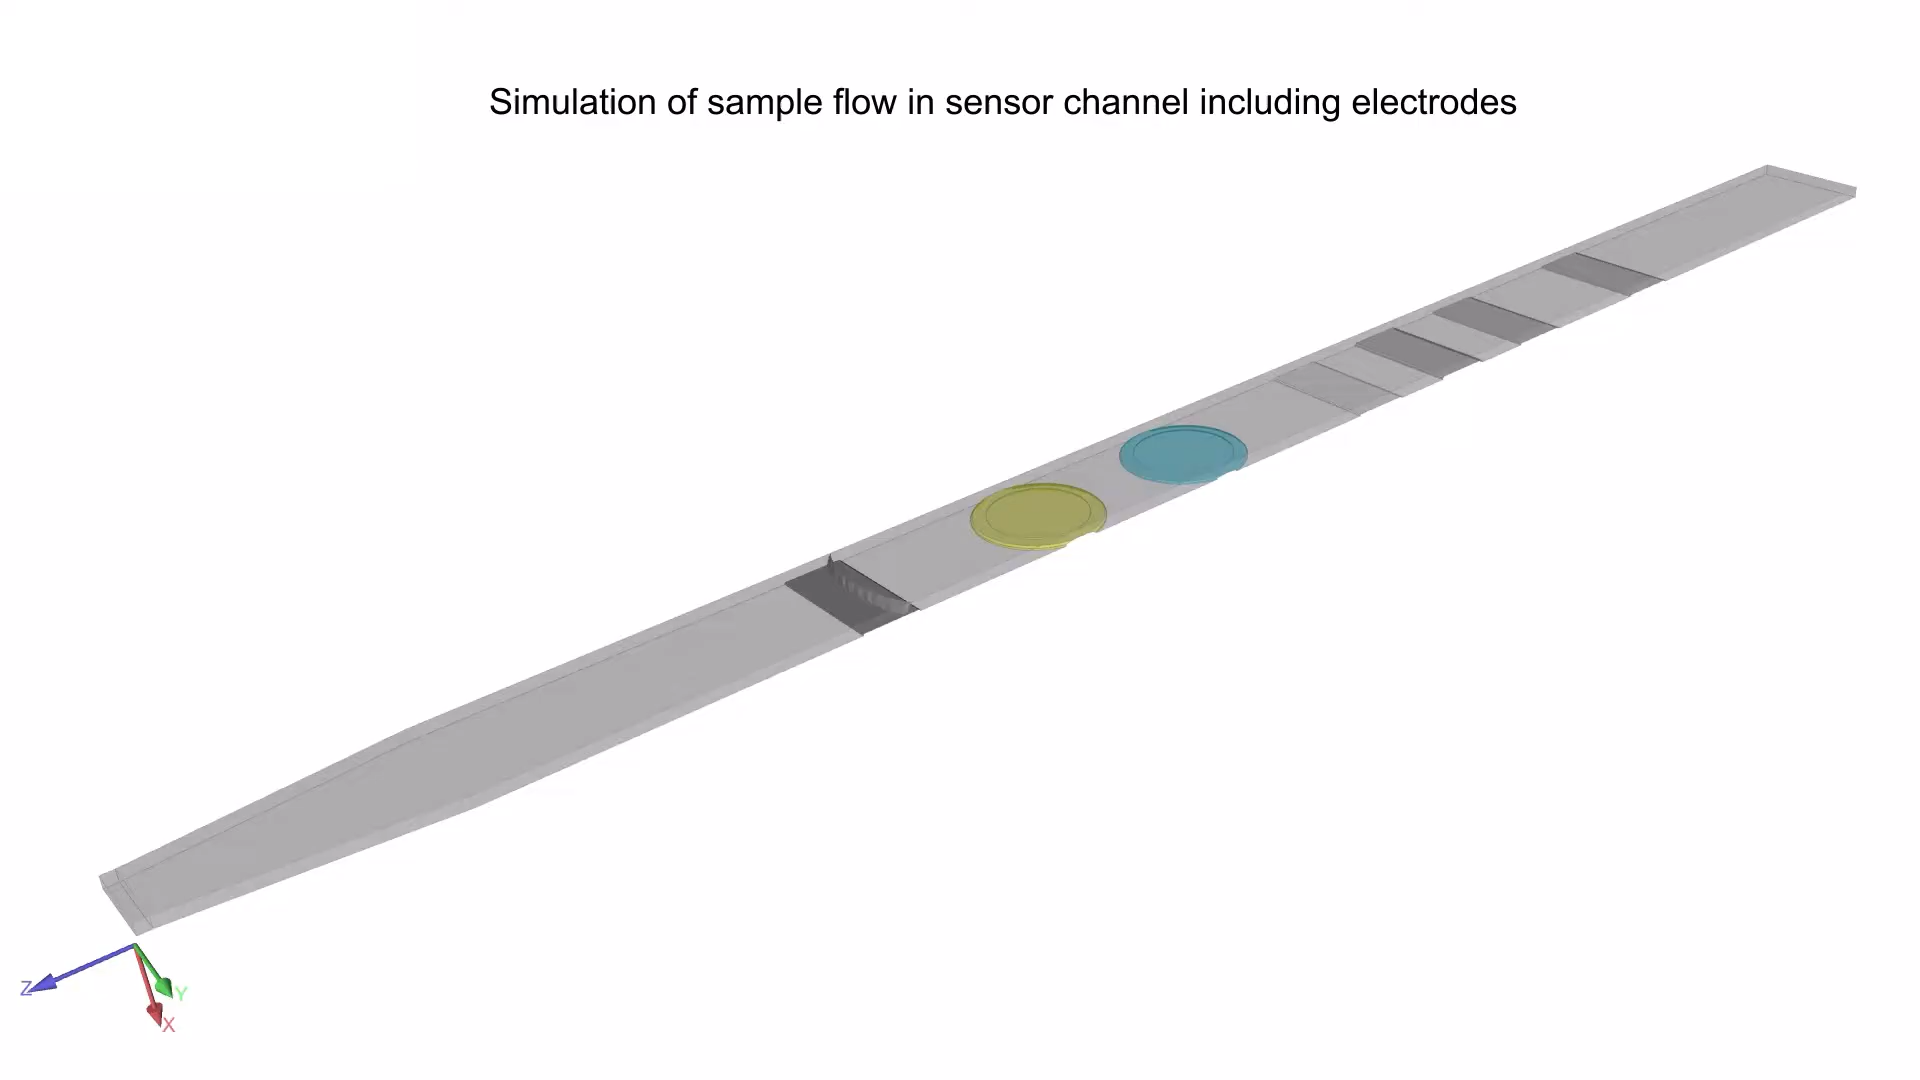 Simulation of sample flow in sensor channel including electrodes
Z
Y
X